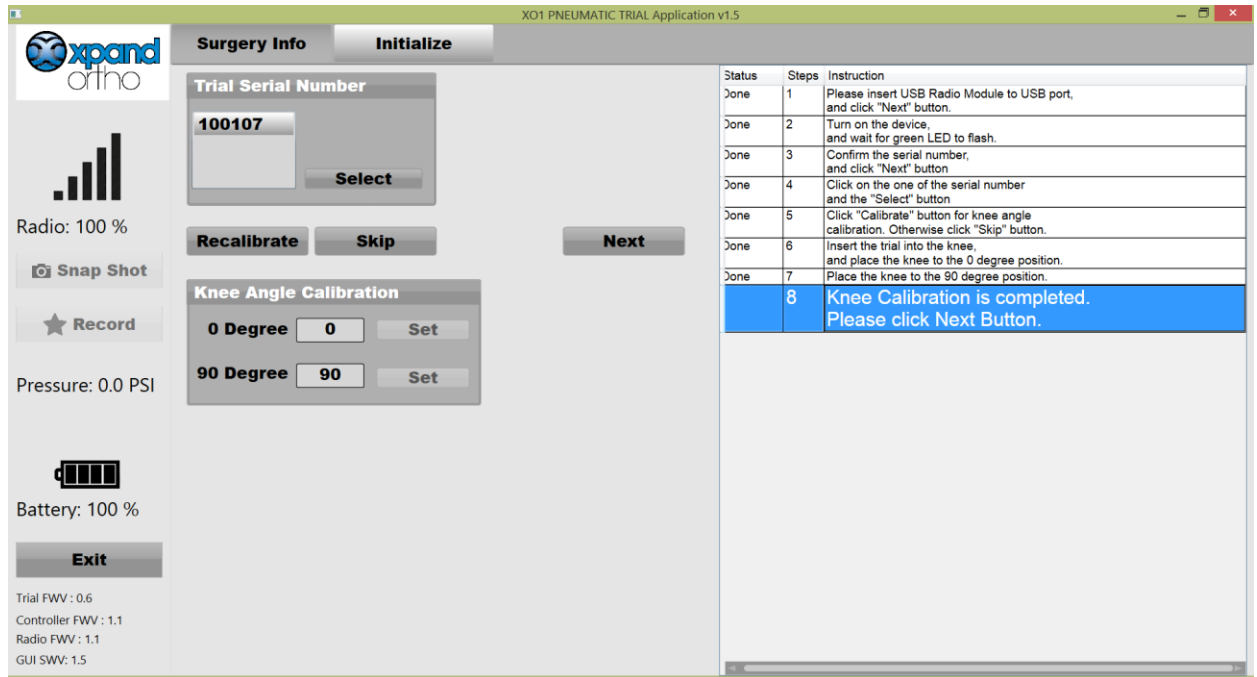 XO1 PNEUMATIC TRIAL Application v1.5
xpand
ortho
Radio: 100 %
Snap Shot
Record
Pressure: 0.0 PSI
Battery: 100 %
Exit
Trial FWV : 0.6
Controller FWV : 1.1
Radio FWV : 1.1
GUI SWV: 1.5
Surgery Info
Initialize
Trial Serial Number
100107
Select
Recalibrate
Skip
Next
Knee Angle Calibration
0 Degree 0 Set
90 Degree 90 Set
Status Steps Instruction
Done 1 Please insert USB Radio Module to USB port,
and click "Next" button.
Done 2 Turn on the device,
and wait for green LED to flash.
Done 3 Confirm the serial number,
and click "Next" button
Done 4 Click on the one of the serial number
and the "Select" button
Done 5 Click "Calibrate" button for knee angle
calibration. Otherwise click "Skip" button.
Done 6 Insert the trial into the knee,
and place the knee to the 0 degree position.
Done 7 Place the knee to the 90 degree position.
8 Knee Calibration is completed.
Please click Next Button.